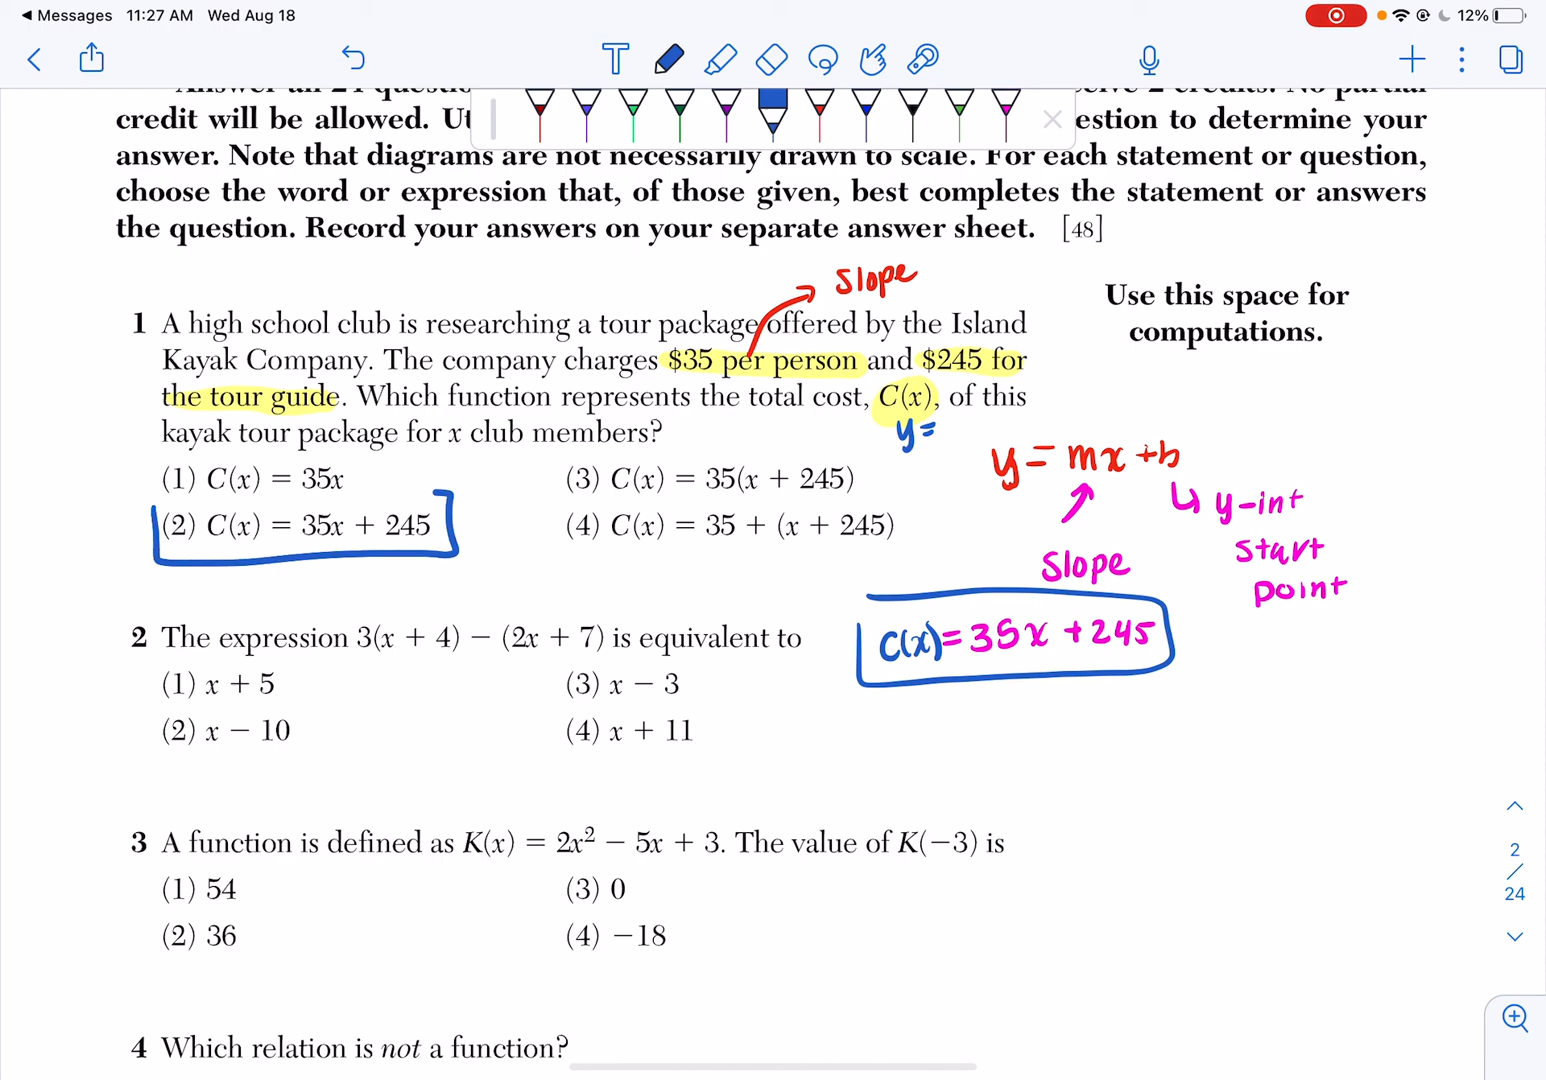 ◀ Messages 11:27 AM Wed Aug 18 12%
T
credit will be allowed. Ut estion to determine your
answer. Note that diagrams are not necessarily drawn to scale. For each statement or question,
choose the word or expression that, of those given, best completes the statement or answers
the question. Record your answers on your separate answer sheet. [48]
Slope
Use this space for
computations.
1 A high school club is researching a tour package offered by the Island
Kayak Company. The company charges $35 per person and $245 for
the tour guide. Which function represents the total cost, C(x), of this
kayak tour package for x club members?
y=
y = mx + b
(1) C(x) = 35x (3) C(x) = 35(x + 245)
(2) C(x) = 35x + 245 (4) C(x) = 35 + (x + 245)
y-int
start
point
Slope
C(x) = 35x + 245
2 The expression 3(x + 4) − (2x + 7) is equivalent to
(1) x + 5 (3) x − 3
(2) x − 10 (4) x + 11
3 A function is defined as K(x) = 2x² − 5x + 3. The value of K(−3) is
(1) 54 (3) 0
(2) 36 (4) −18
2
/
24
4 Which relation is not a function?